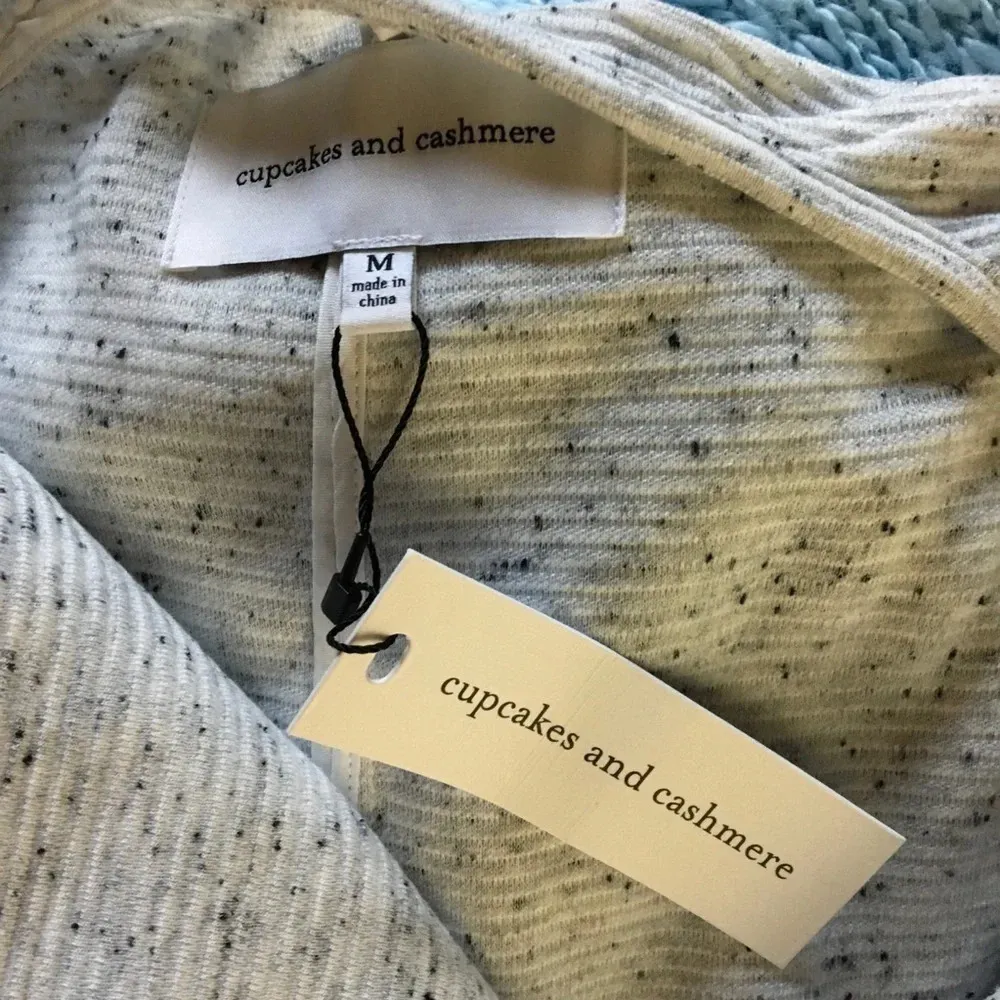 cupcakes and cashmere
M
made in
china
cupcakes and cashmere